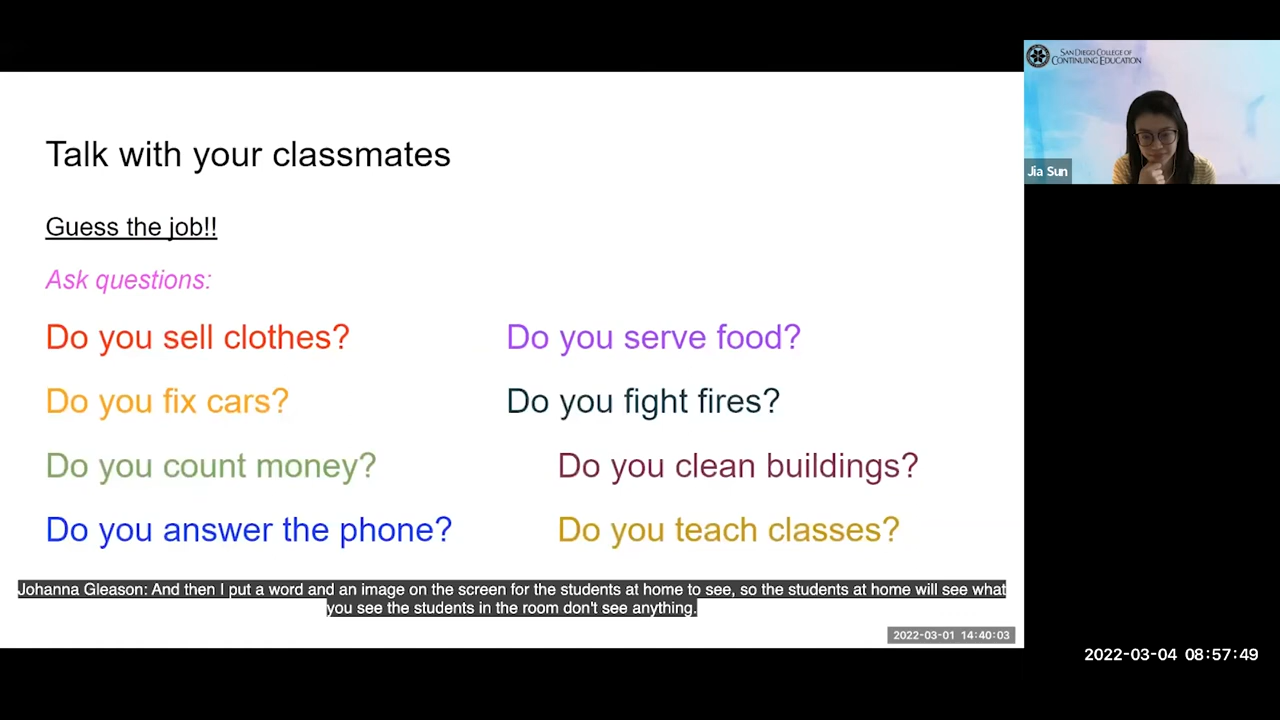 Talk with your classmates
Guess the job!!
Ask questions:
Do you sell clothes?
Do you serve food?
Do you fix cars?
Do you fight fires?
Do you count money?
Do you clean buildings?
Do you answer the phone?
Do you teach classes?
Johanna Gleason: And then I put a word and an image on the screen for the students at home to see, so the students at home will see what
you see the students in the room don't see anything.
2022-03-01 14:40:03
SAN DIEGO COLLEGE OF
CONTINUING EDUCATION
Jia Sun
2022-03-04 08:57:49